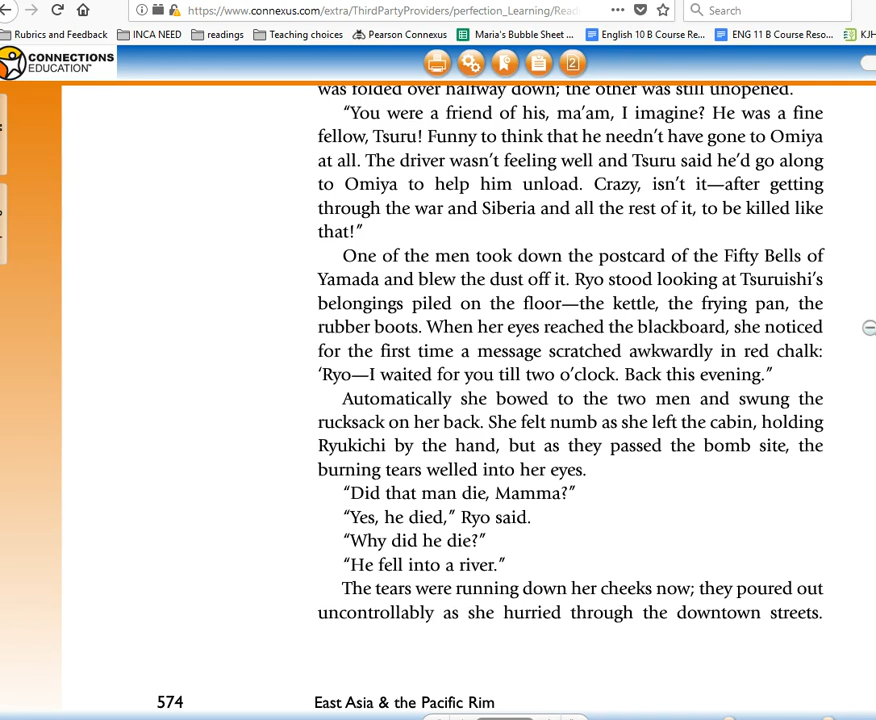 https://www.connexus.com/extra/ThirdPartyProviders/perfection_Learning/Read
Search
Rubrics and Feedback
INCA NEED
readings
Teaching choices
Pearson Connexus
Maria's Bubble Sheet ...
English 10 B Course Re...
ENG 11 B Course Reso...
KJH
CONNECTIONS
EDUCATION™
2
was folded over halfway down; the other was still unopened.
“You were a friend of his, ma’am, I imagine? He was a fine
fellow, Tsuru! Funny to think that he needn’t have gone to Omiya
at all. The driver wasn’t feeling well and Tsuru said he’d go along
to Omiya to help him unload. Crazy, isn’t it—after getting
through the war and Siberia and all the rest of it, to be killed like
that!”
One of the men took down the postcard of the Fifty Bells of
Yamada and blew the dust off it. Ryo stood looking at Tsuruishi’s
belongings piled on the floor—the kettle, the frying pan, the
rubber boots. When her eyes reached the blackboard, she noticed
for the first time a message scratched awkwardly in red chalk:
‘Ryo—I waited for you till two o’clock. Back this evening.”
Automatically she bowed to the two men and swung the
rucksack on her back. She felt numb as she left the cabin, holding
Ryukichi by the hand, but as they passed the bomb site, the
burning tears welled into her eyes.
“Did that man die, Mamma?”
“Yes, he died,” Ryo said.
“Why did he die?”
“He fell into a river.”
The tears were running down her cheeks now; they poured out
uncontrollably as she hurried through the downtown streets.
574 East Asia & the Pacific Rim